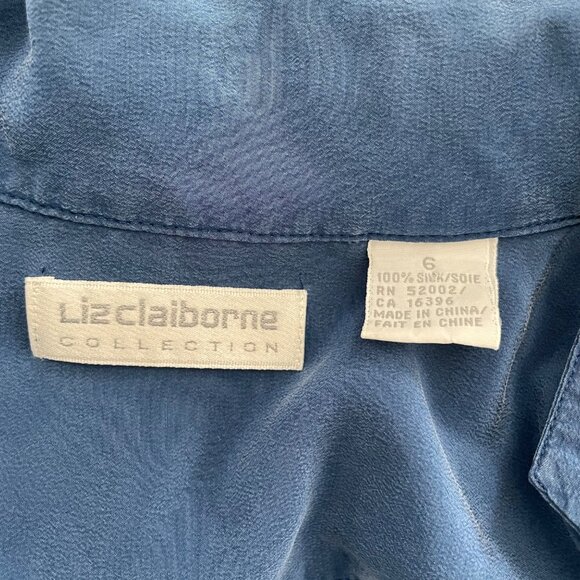 Lizclaiborne
COLLECTION
6
100% SILK/SOIE
RN 52002/
CA 16396
MADE IN CHINA/
FAIT EN CHINE